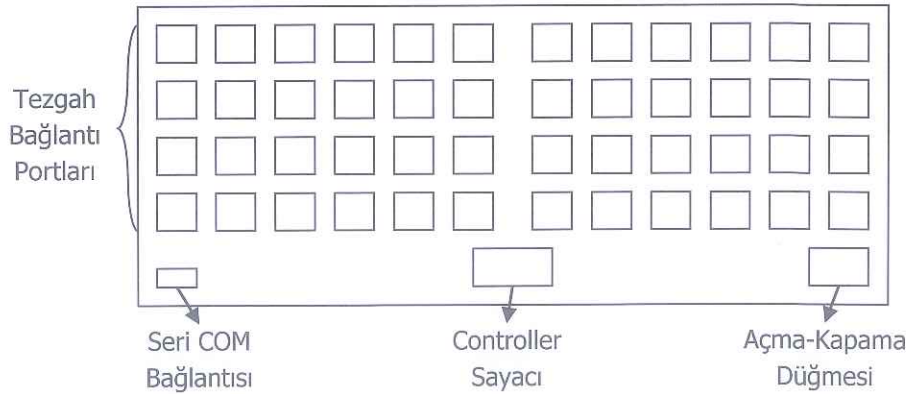 Tezgah
Bağlantı
Portları
Seri COM
Bağlantısı
Controller
Sayacı
Açma-Kapama
Düğmesi